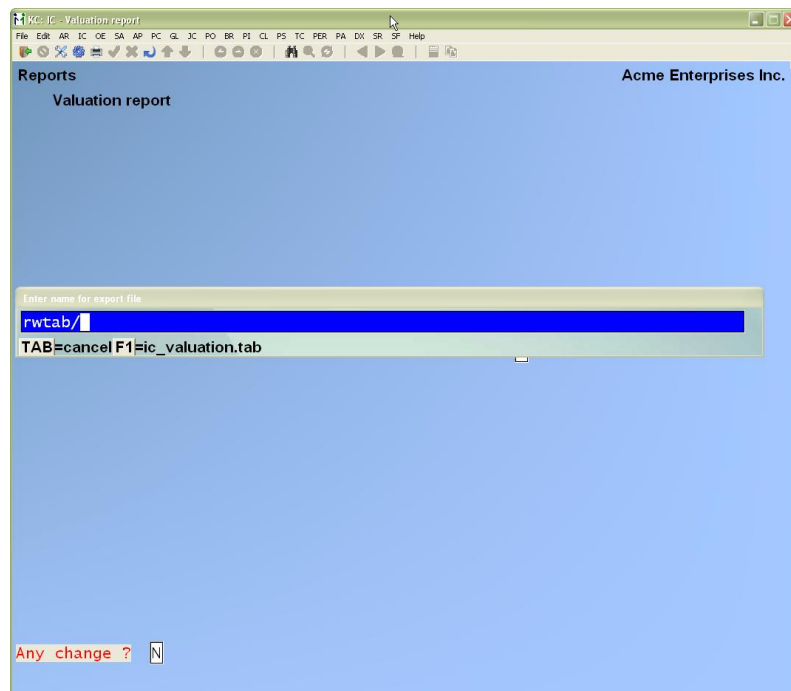 KC: IC - Valuation report
File Edit AR IC OE SA AP PC GL JC PO BR PI CL PS TC PER PA DX SR SF Help
Reports
Acme Enterprises Inc.
Valuation report
Enter name for export file
rwtab/
TAB=cancel F1=ic_valuation.tab
Any change ? N